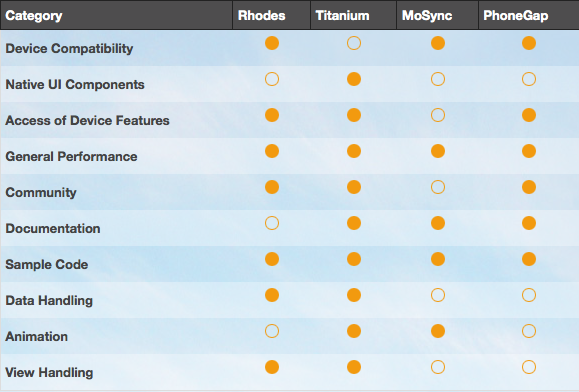 Category Rhodes Titanium MoSync PhoneGap
Device Compatibility
Native UI Components
Access of Device Features
General Performance
Community
Documentation
Sample Code
Data Handling
Animation
View Handling